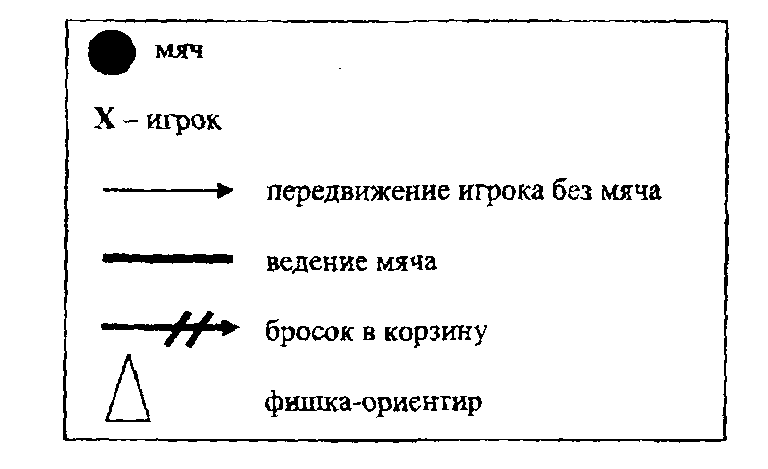 мяч
X – игрок
передвижение игрока без мяча
ведение мяча
бросок в корзину
фишка-ориентир